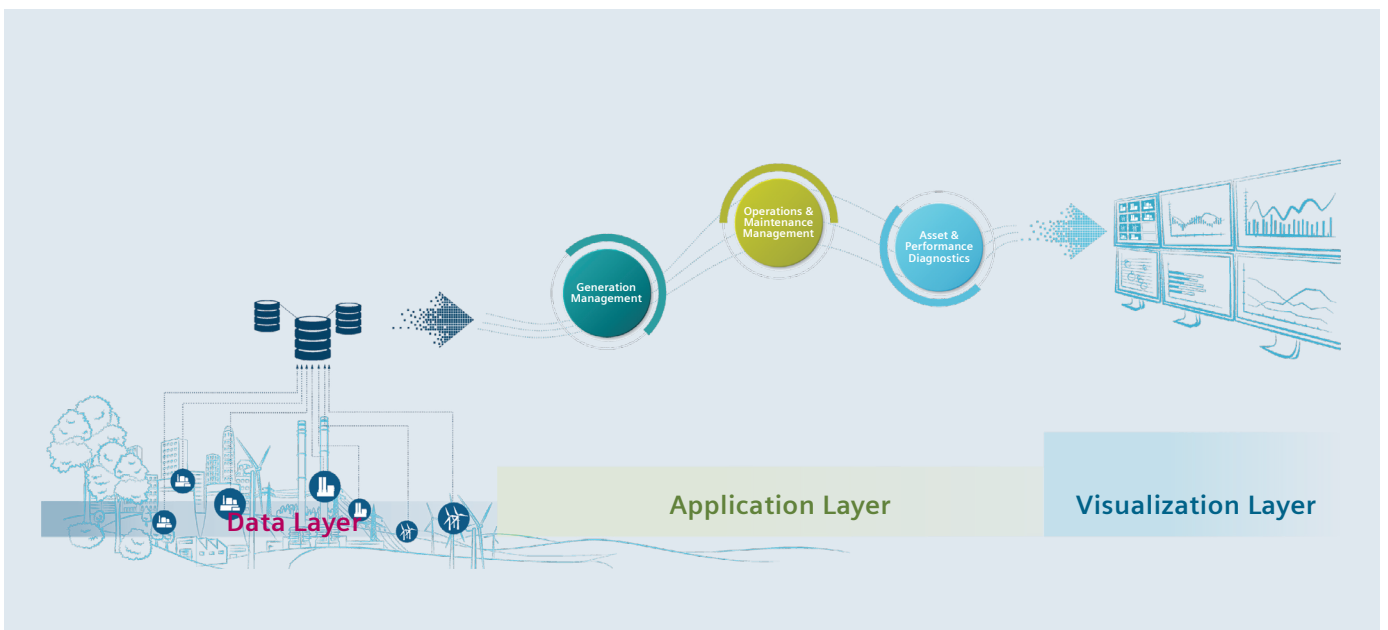 Operations &
Maintenance
Management
Asset &
Performance
Diagnostics
Generation
Management
Data Layer
Application Layer
Visualization Layer